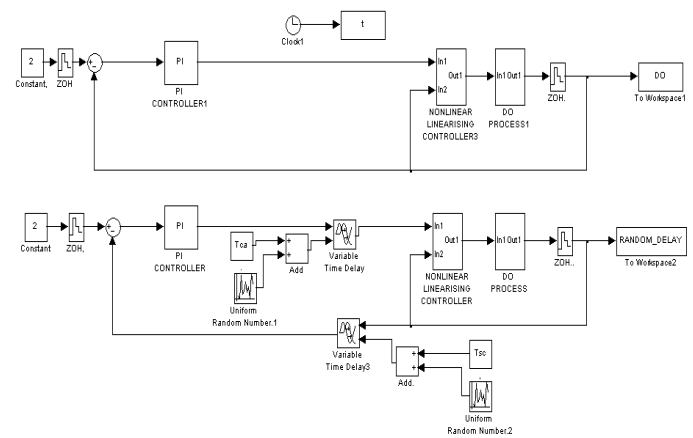 t
Clock1
2
Constant,
ZOH
+
-
PI
PI
CONTROLLER1
In1
In2
Out1
NONLINEAR
LINEARISING
CONTROLLER3
In1 Out1
DO
PROCESS1
ZOH.
DO
To Workspace1
2
Constant
ZOH,
+
-
PI
PI
CONTROLLER
Tca
+
+
Add
Uniform
Random Number.1
Variable
Time Delay
In1
In2
Out1
NONLINEAR
LINEARISING
CONTROLLER
In1 Out1
DO
PROCESS
ZOH..
RANDOM_DELAY
To Workspace2
Variable
Time Delay3
+
+
Add.
Tsc
Uniform
Random Number.2